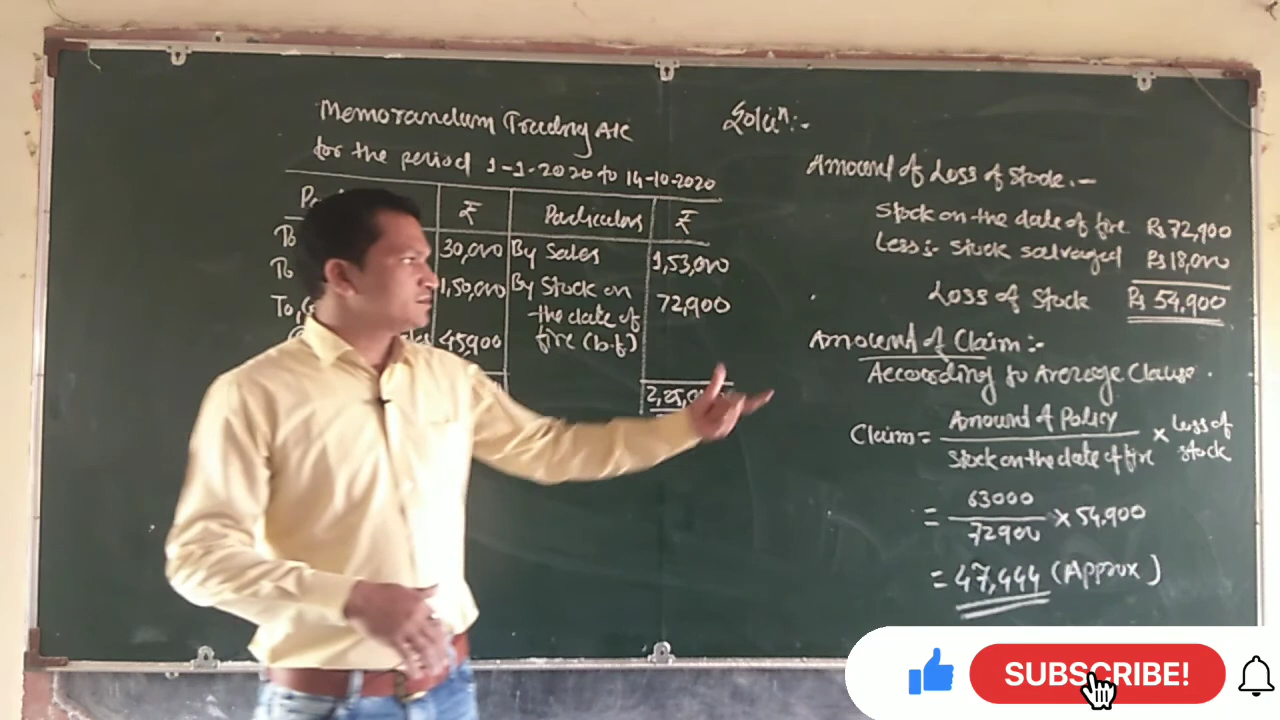 Memorandum Trading A/c
for the period 1-1-2020 to 14-10-2020
₹ Particulars ₹
To 30,000 By Sales 1,53,000
To 1,50,000 By Stock on 72,900
the date of
To, 45,900 fire (b.f)
Solun:-
Amount of Loss of Stock:-
Stock on the date of fire Rs 72,900
Less:- Stock salvaged Rs 18,000
Loss of Stock Rs 54,900
Amount of Claim:-
According to Average Clause.
Claim = Amount of Policy / Stock on the date of fire × Loss of stock
= 63000 / 72900 × 54,900
= 47,444 (Approx)
SUBSCRIBE!